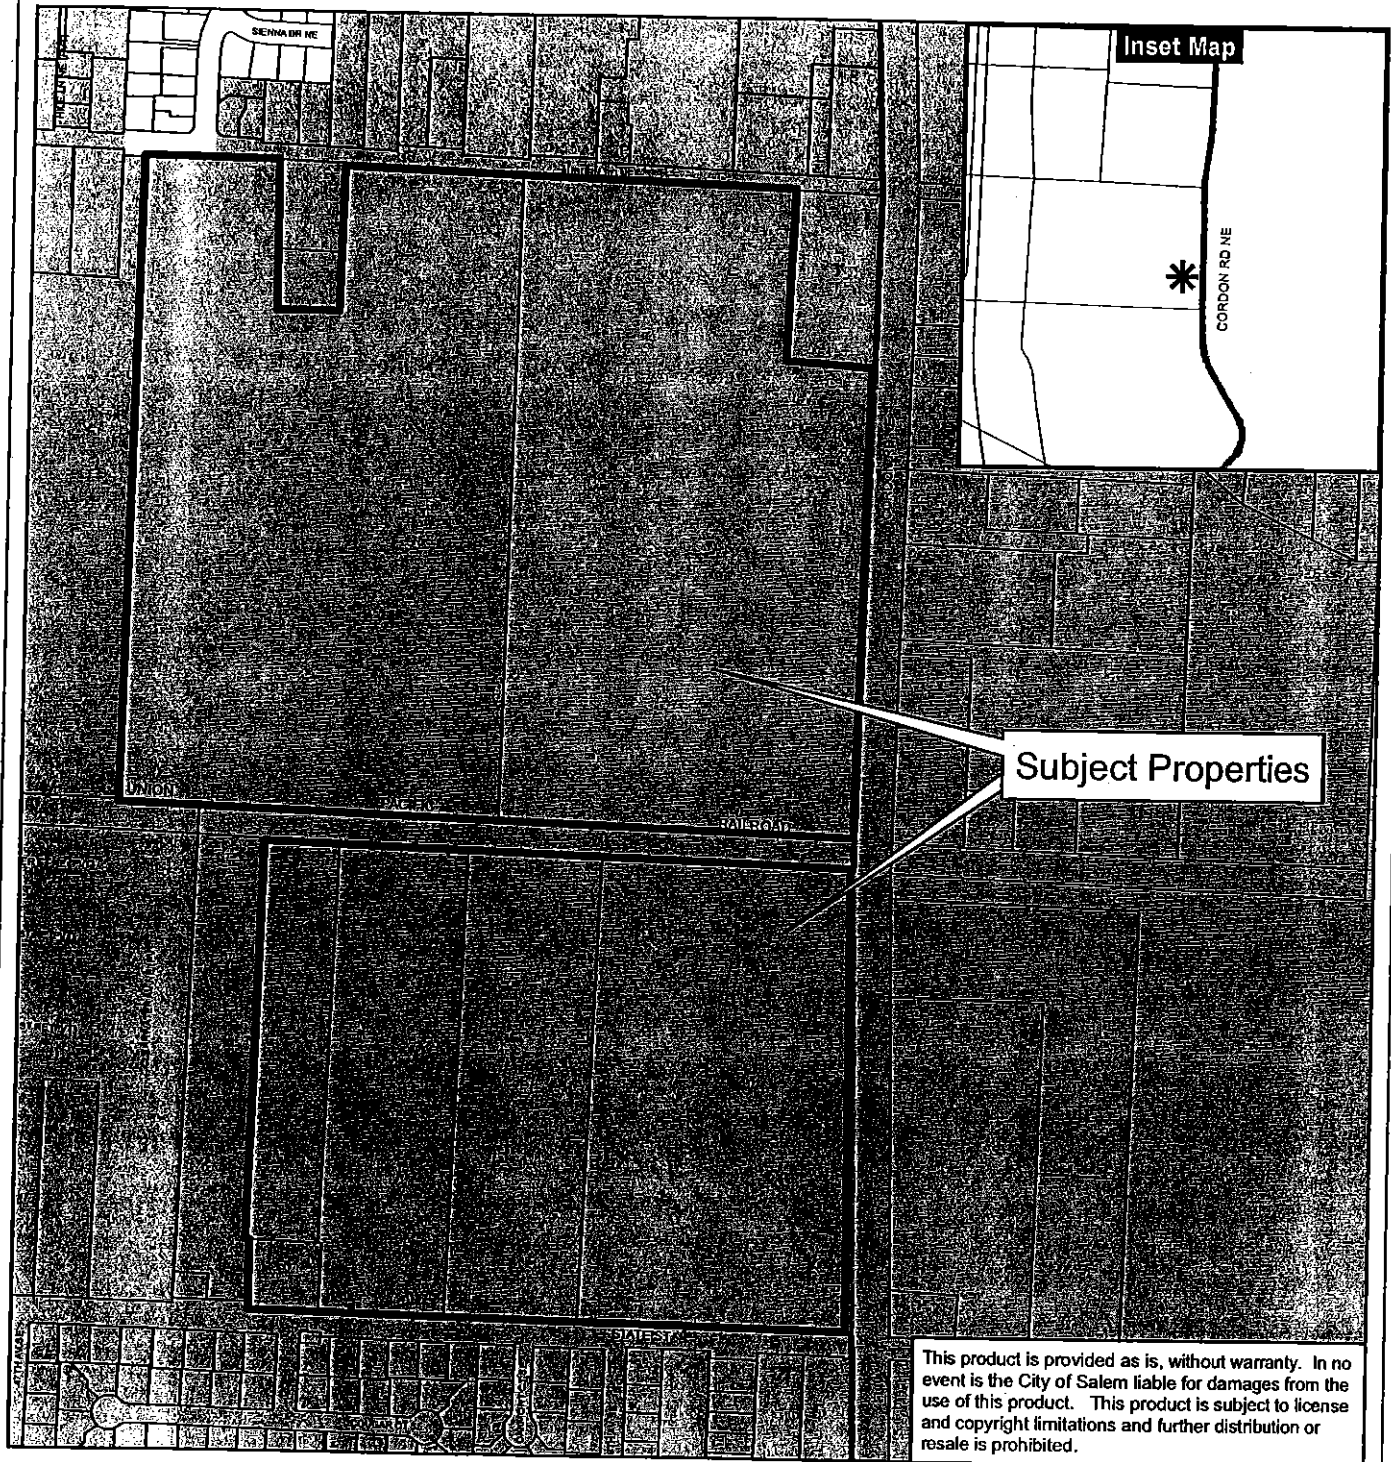 SIENNA DR NE
Inset Map
CORDON RD NE
Subject Properties
UNION
PACIFIC
RAILROAD
STATE ST
This product is provided as is, without warranty. In no
event is the City of Salem liable for damages from the
use of this product. This product is subject to license
and copyright limitations and further distribution or
resale is prohibited.